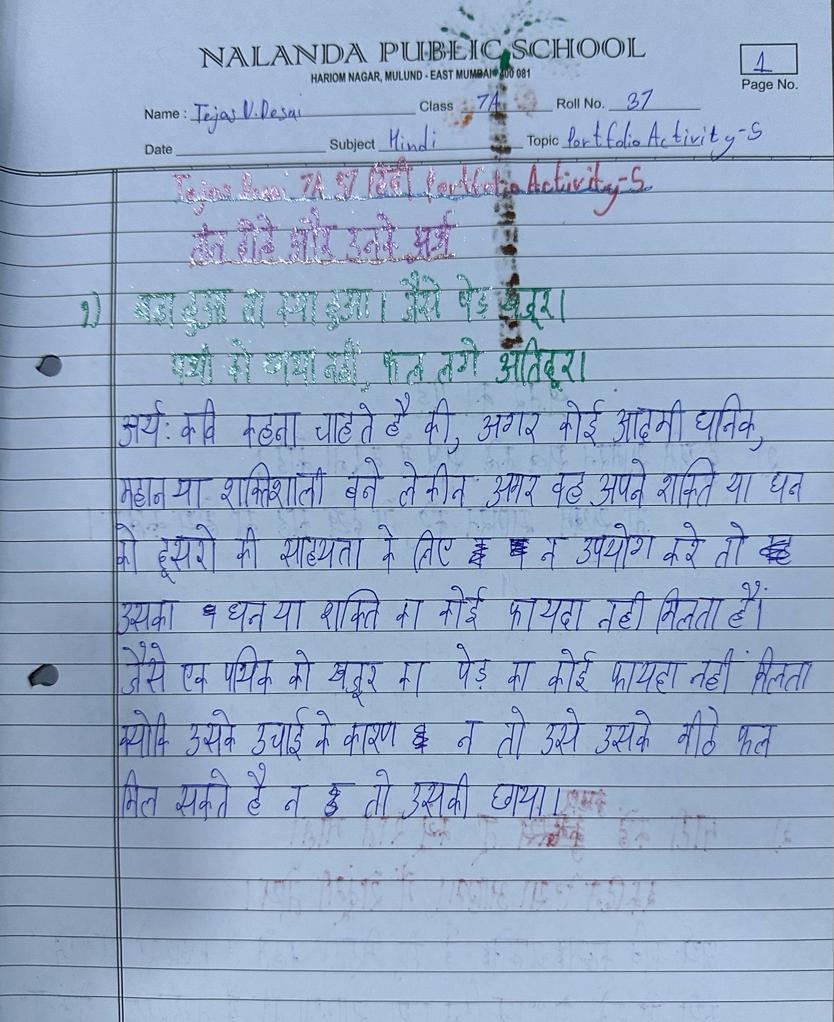 NALANDA PUBLIC SCHOOL
HARIOM NAGAR, MULUND - EAST MUMBAI 400 081
1
Page No.
Name: Tejas V. Desai Class 7A Roll No. 37
Date Subject Hindi Topic Portfolio Activity-5
Tejas Desai 7A 37 हिंदी Portfolio Activity-5
तीन दोहे और उनके अर्थ
१) बड़ा हुआ तो क्या हुआ। जैसे पेड़ खजूर।
पंथी को छाया नहीं, फल लगे अतिदूर।
अर्थ: कवि कहना चाहते है की, अगर कोई आदमी धनिक,
महान या शक्तिशाली बने लेकीन अगर वह अपने शक्ति या धन
को दूसरो की साहयता के लिए न उपयोग करे तो
उसका धन या शक्ति का कोई फायदा नही मिलता हैं।
जैसे एक पथिक को खजूर का पेड़ का कोई फायदा नहीं मिलता
क्योकि उसके उचाई के कारण न तो उसे उसके मीठे फल
मिल सकते है न तो उसकी छाया।